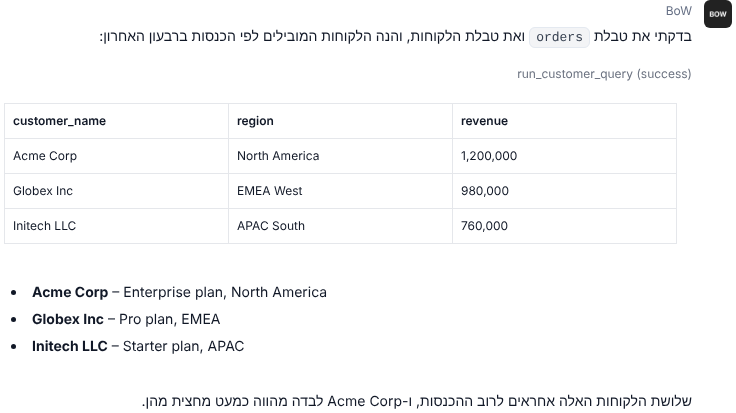 BoW
BOW
בדקתי את טבלת orders ואת טבלת הלקוחות, והנה הלקוחות המובילים לפי הכנסות ברבעון האחרון:
run_customer_query (success)
customer_name region revenue
Acme Corp North America 1,200,000
Globex Inc EMEA West 980,000
Initech LLC APAC South 760,000
• Acme Corp – Enterprise plan, North America
• Globex Inc – Pro plan, EMEA
• Initech LLC – Starter plan, APAC
שלושת הלקוחות האלה אחראים לרוב ההכנסות, ו-Acme Corp לבדה מהווה כמעט מחצית מהן.